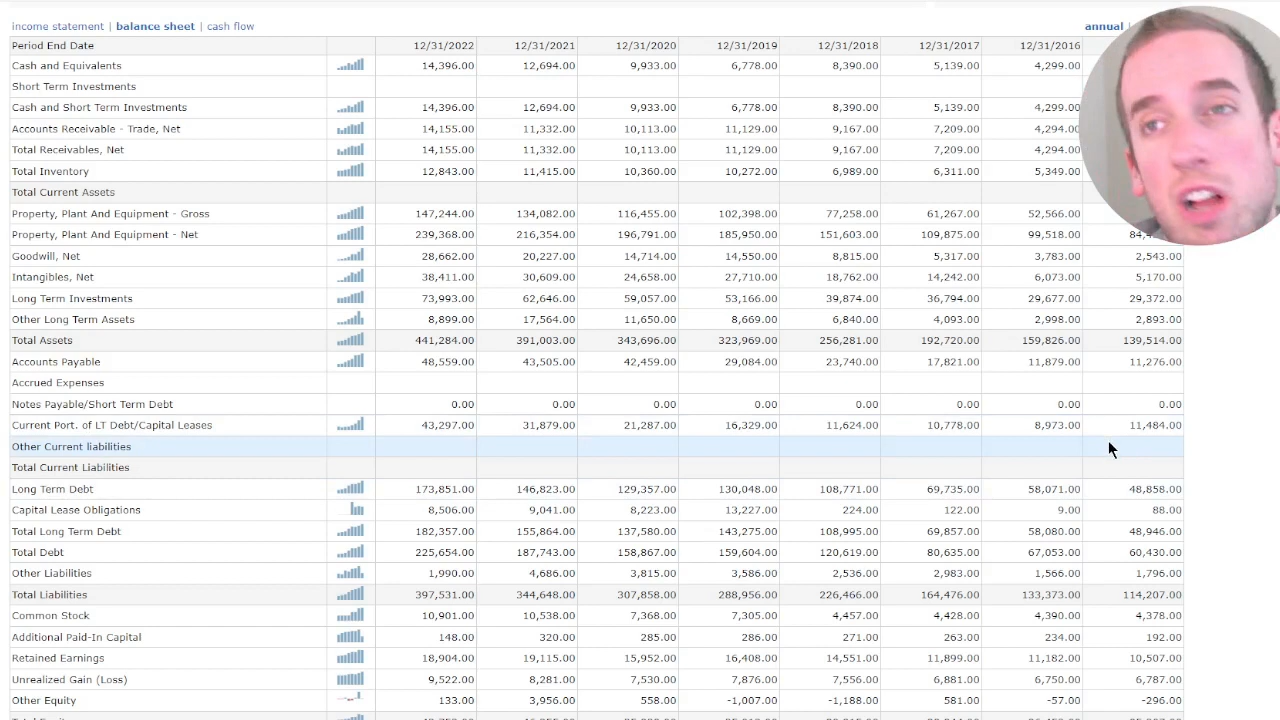 income statement | balance sheet | cash flow annual |
Period End Date 12/31/2022 12/31/2021 12/31/2020 12/31/2019 12/31/2018 12/31/2017 12/31/2016
Cash and Equivalents 14,396.00 12,694.00 9,933.00 6,778.00 8,390.00 5,139.00 4,299.00
Short Term Investments
Cash and Short Term Investments 14,396.00 12,694.00 9,933.00 6,778.00 8,390.00 5,139.00 4,299.00
Accounts Receivable - Trade, Net 14,155.00 11,332.00 10,113.00 11,129.00 9,167.00 7,209.00 4,294.00
Total Receivables, Net 14,155.00 11,332.00 10,113.00 11,129.00 9,167.00 7,209.00 4,294.00
Total Inventory 12,843.00 11,415.00 10,360.00 10,272.00 6,989.00 6,311.00 5,349.00
Total Current Assets
Property, Plant And Equipment - Gross 147,244.00 134,082.00 116,455.00 102,398.00 77,258.00 61,267.00 52,566.00
Property, Plant And Equipment - Net 216,354.00 196,791.00 185,950.00 151,603.00 109,875.00 99,518.00
Goodwill, Net 28,662.00 20,227.00 14,714.00 14,550.00 8,815.00 5,317.00 3,783.00 2,543.00
Intangibles, Net 38,411.00 30,609.00 24,658.00 27,710.00 18,762.00 14,242.00 6,073.00 5,170.00
Long Term Investments 73,993.00 62,646.00 59,057.00 53,166.00 39,874.00 36,794.00 29,677.00 29,372.00
Other Long Term Assets 8,899.00 17,564.00 11,650.00 8,669.00 6,840.00 4,093.00 2,998.00 2,893.00
Total Assets 441,284.00 391,003.00 343,696.00 323,969.00 256,281.00 192,720.00 159,826.00 139,514.00
Accounts Payable 48,559.00 43,505.00 42,459.00 29,084.00 23,740.00 17,821.00 11,879.00 11,276.00
Accrued Expenses
Notes Payable/Short Term Debt 0.00 0.00 0.00 0.00 0.00 0.00 0.00 0.00
Current Port. of LT Debt/Capital Leases 43,297.00 31,879.00 21,287.00 16,329.00 11,624.00 10,778.00 8,973.00 11,484.00
Other Current liabilities
Total Current Liabilities
Long Term Debt 173,851.00 146,823.00 129,357.00 130,048.00 108,771.00 69,735.00 58,071.00 48,858.00
Capital Lease Obligations 8,506.00 9,041.00 8,223.00 13,227.00 224.00 122.00 9.00 88.00
Total Long Term Debt 182,357.00 155,864.00 137,580.00 143,275.00 108,995.00 69,857.00 58,080.00 48,946.00
Total Debt 225,654.00 187,743.00 158,867.00 159,604.00 120,619.00 80,635.00 67,053.00 60,430.00
Other Liabilities 1,990.00 4,686.00 3,815.00 3,586.00 2,536.00 2,983.00 1,566.00 1,796.00
Total Liabilities 397,531.00 344,648.00 307,858.00 288,956.00 226,466.00 164,476.00 133,373.00 114,207.00
Common Stock 10,901.00 10,538.00 7,368.00 7,305.00 4,457.00 4,428.00 4,390.00 4,378.00
Additional Paid-In Capital 148.00 320.00 285.00 286.00 271.00 263.00 234.00 192.00
Retained Earnings 18,904.00 19,115.00 15,952.00 16,408.00 14,551.00 11,899.00 11,182.00 10,507.00
Unrealized Gain (Loss) 9,522.00 8,281.00 7,530.00 7,876.00 7,556.00 6,881.00 6,750.00 6,787.00
Other Equity 133.00 3,956.00 558.00 -1,007.00 -1,188.00 581.00 -57.00 -296.00